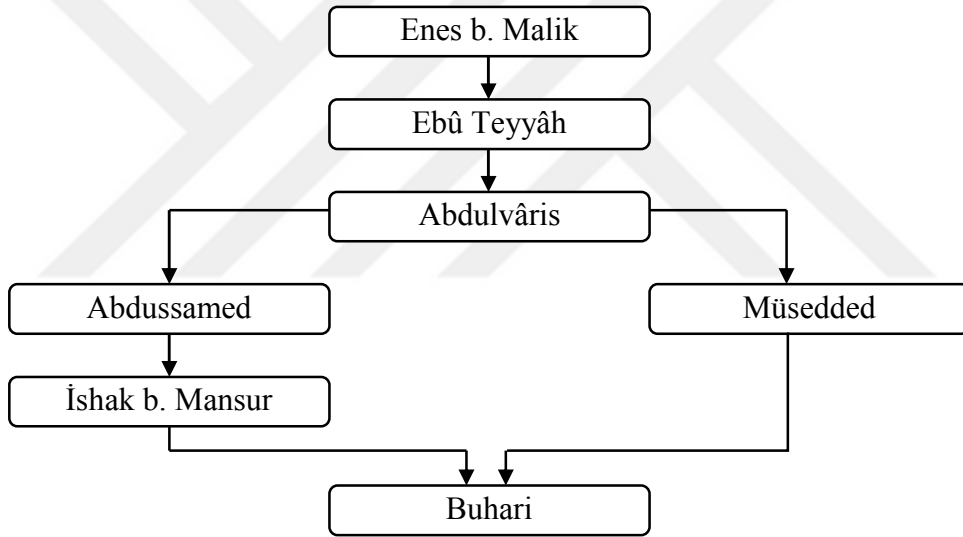 Enes b. Malik
Ebû Teyyâh
Abdulvâris
Abdussamed
Müsedded
İshak b. Mansur
Buhari